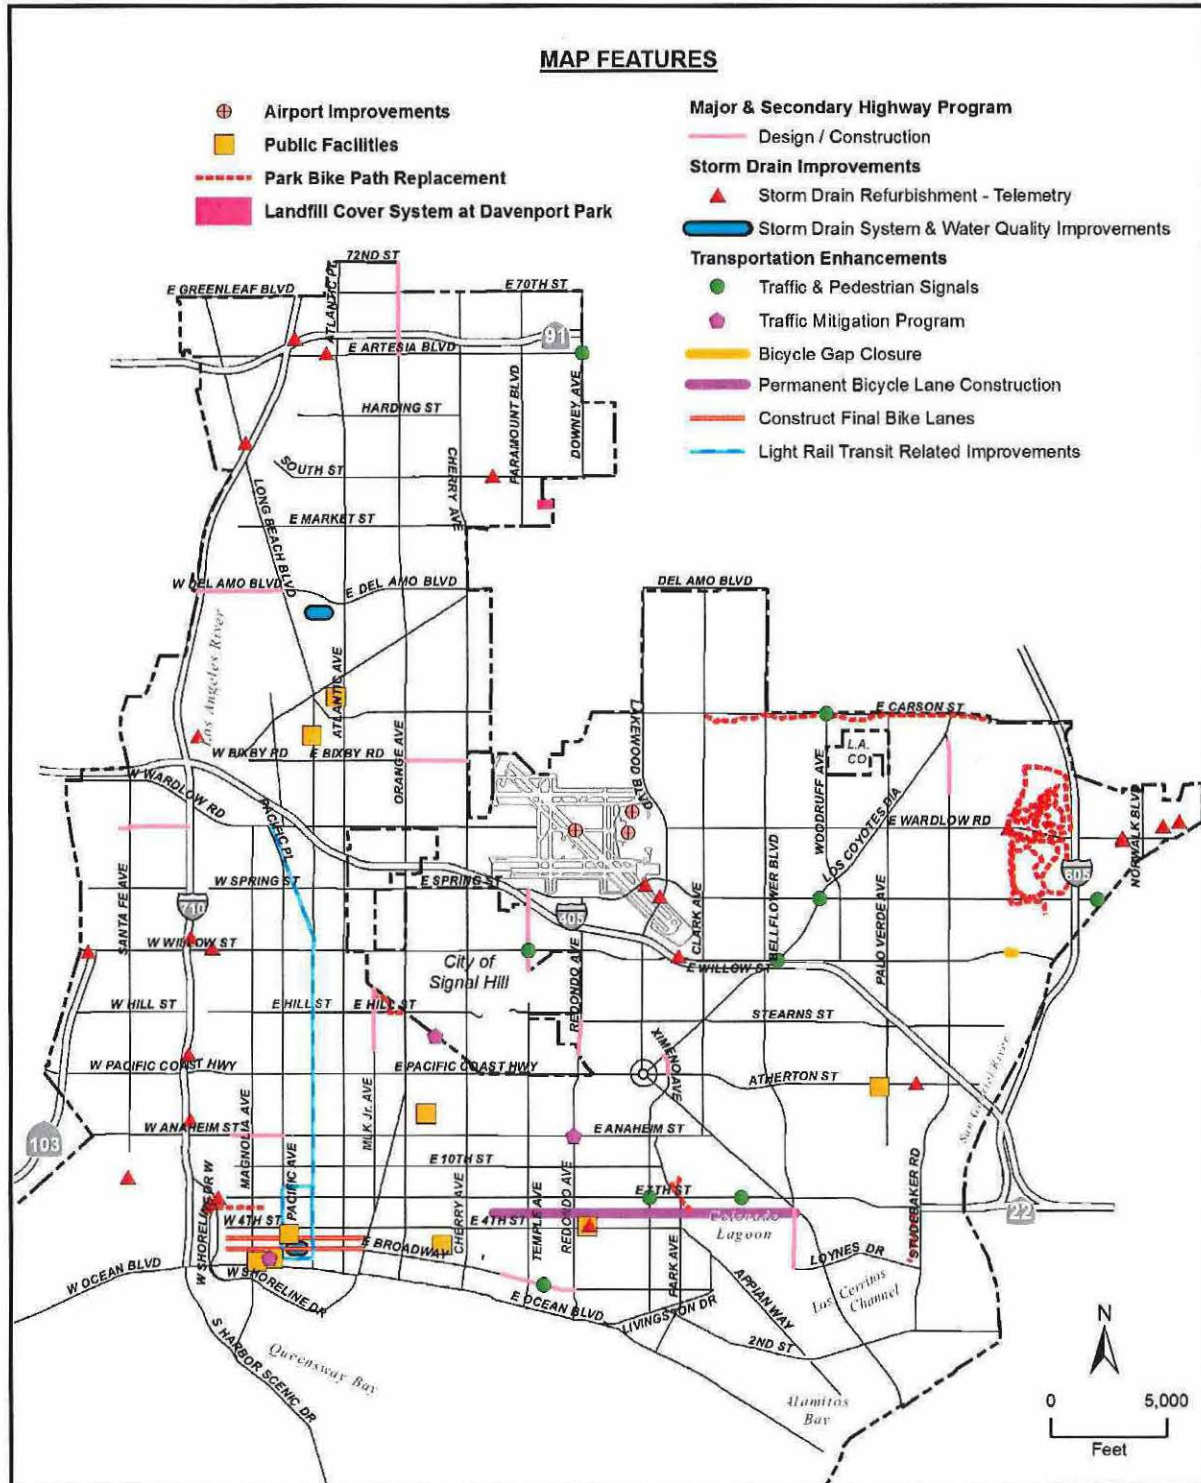 MAP FEATURES
Airport Improvements
Public Facilities
Park Bike Path Replacement
Landfill Cover System at Davenport Park
Major & Secondary Highway Program
Design / Construction
Storm Drain Improvements
Storm Drain Refurbishment - Telemetry
Storm Drain System & Water Quality Improvements
Transportation Enhancements
Traffic & Pedestrian Signals
Traffic Mitigation Program
Bicycle Gap Closure
Permanent Bicycle Lane Construction
Construct Final Bike Lanes
Light Rail Transit Related Improvements
72ND ST
E GREENLEAF BLVD
ATLANTIC PL
E 70TH ST
91
E ARTESIA BLVD
HARDING ST
PARAMOUNT BLVD
DOWNEY AVE
SOUTH ST
CHERRY AVE
LONG BEACH BLVD
E MARKET ST
W DEL AMO BLVD
E DEL AMO BLVD
DEL AMO BLVD
Los Angeles River
ATLANTIC AVE
LAKEWOOD BLVD
E CARSON ST
W BIXBY RD
E BIXBY RD
ORANGE AVE
L.A.
CO
WOODRUFF AVE
W WARDLOW RD
PACIFIC PL
LOS COYOTES DIA
E WARDLOW RD
NORWALK BLVD
BELLFLOWER BLVD
SANTA FE AVE
W SPRING ST
E SPRING ST
605
710
405
CLARK AVE
PALO VERDE AVE
W WILLOW ST
E WILLOW ST
City of
Signal Hill
REDONDO AVE
W HILL ST
E HILL ST
E HILL ST
STEARNS ST
XIMENO AVE
W PACIFIC COAST HWY
E PACIFIC COAST HWY
ATHERTON ST
San Gabriel River
103
W ANAHEIM ST
MAGNOLIA AVE
MLK Jr. AVE
E ANAHEIM ST
E 10TH ST
PACIFIC AVE
E 7TH ST
22
W SHORELINE DR W
W 4TH ST
CHERRY AVE
E 4TH ST
TEMPLE AVE
REDONDO AVE
Colorado
Lagoon
STUDEBAKER RD
E BROADWAY
LOYNES DR
W OCEAN BLVD
W SHORELINE DR
PARK AVE
APPIAN WAY
Los Cerritos
Channel
E OCEAN BLVD
LIVINGSTON DR
2ND ST
S HARBOR SCENIC DR
Queensway Bay
Alamitos
Bay
N
0 5,000
Feet